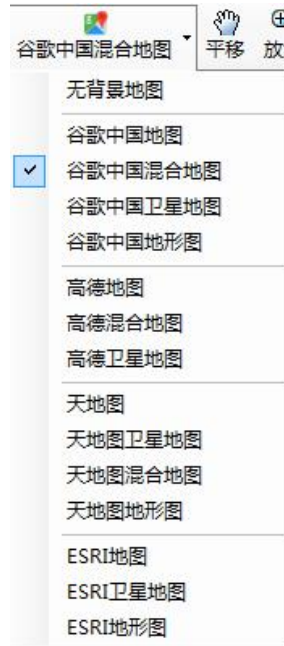 谷歌中国混合地图 平移 放
无背景地图
谷歌中国地图
谷歌中国混合地图
谷歌中国卫星地图
谷歌中国地形图
高德地图
高德混合地图
高德卫星地图
天地图
天地图卫星地图
天地图混合地图
天地图地形图
ESRI地图
ESRI卫星地图
ESRI地形图